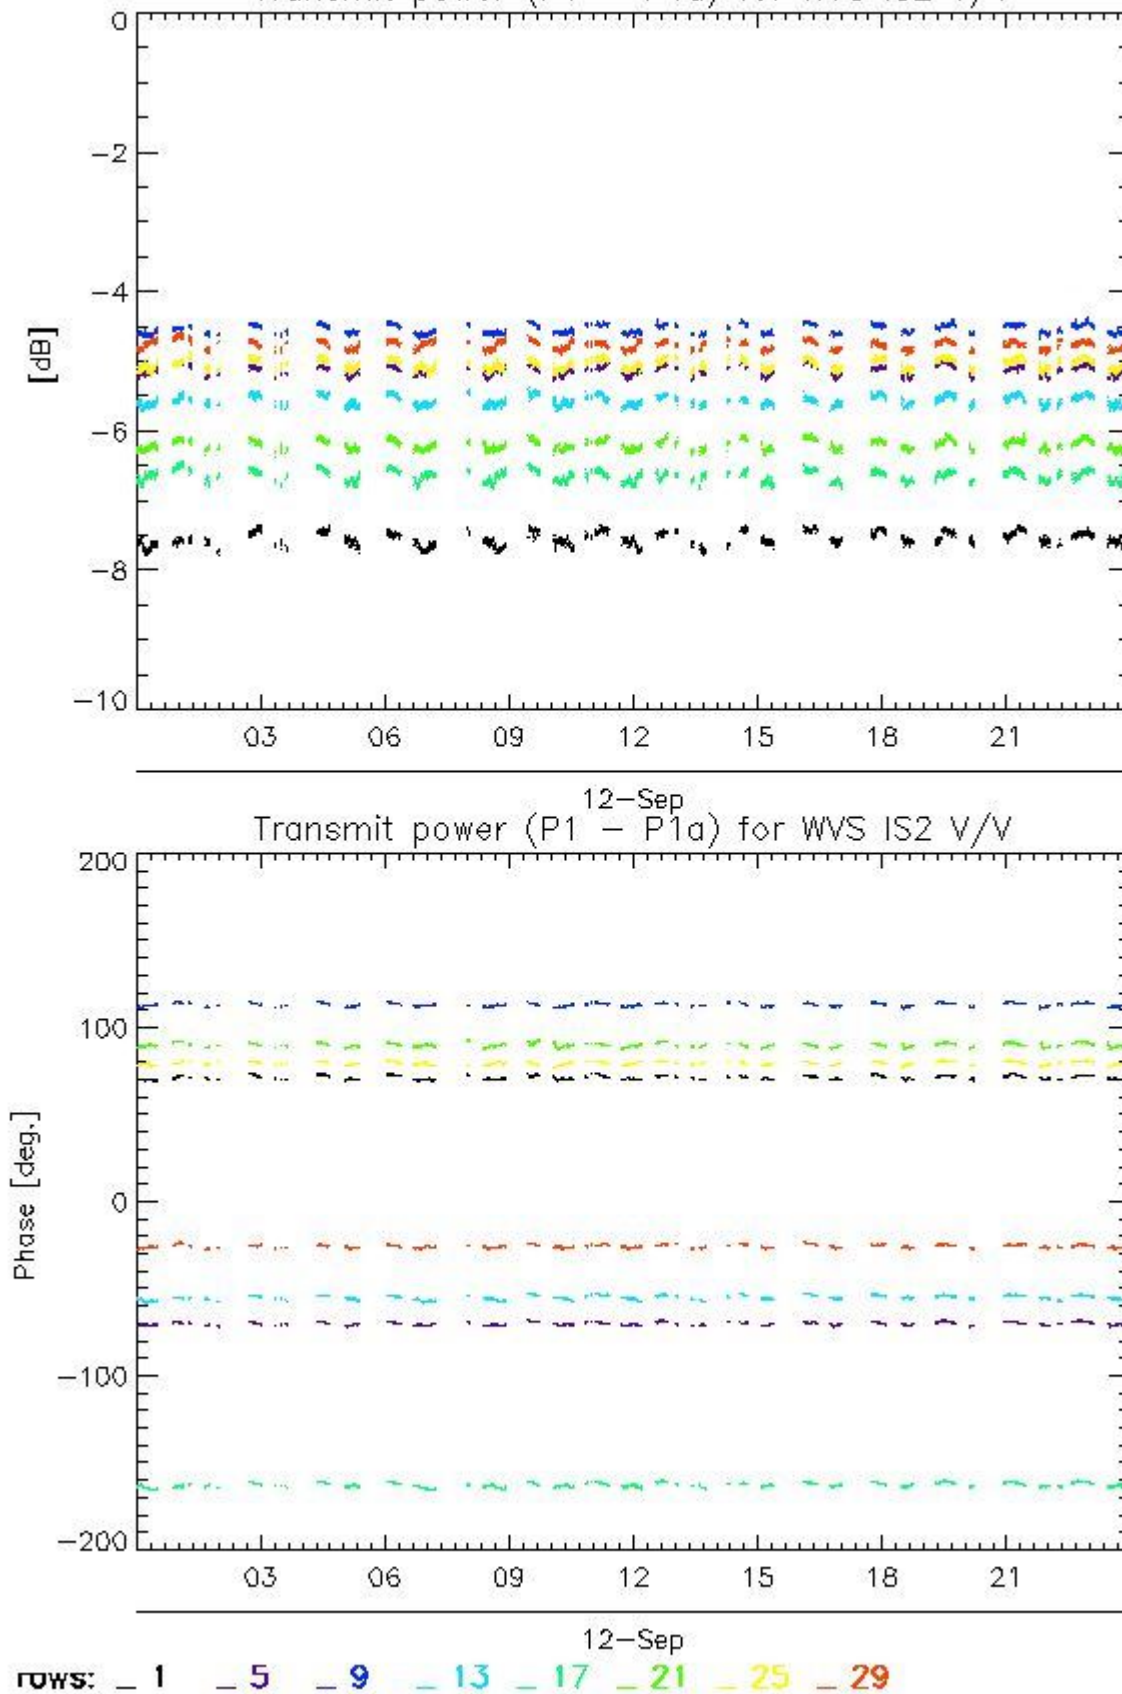 0
−2
−4
[dB]
−6
−8
−10
03 06 09 12 15 18 21
12−Sep
Transmit power (P1 − P1a) for WVS IS2 V/V
200
100
0
Phase [deg.]
−100
−200
03 06 09 12 15 18 21
12−Sep
rows: _ 1 _ 5 _ 9 _ 13 _ 17 _ 21 _ 25 _ 29